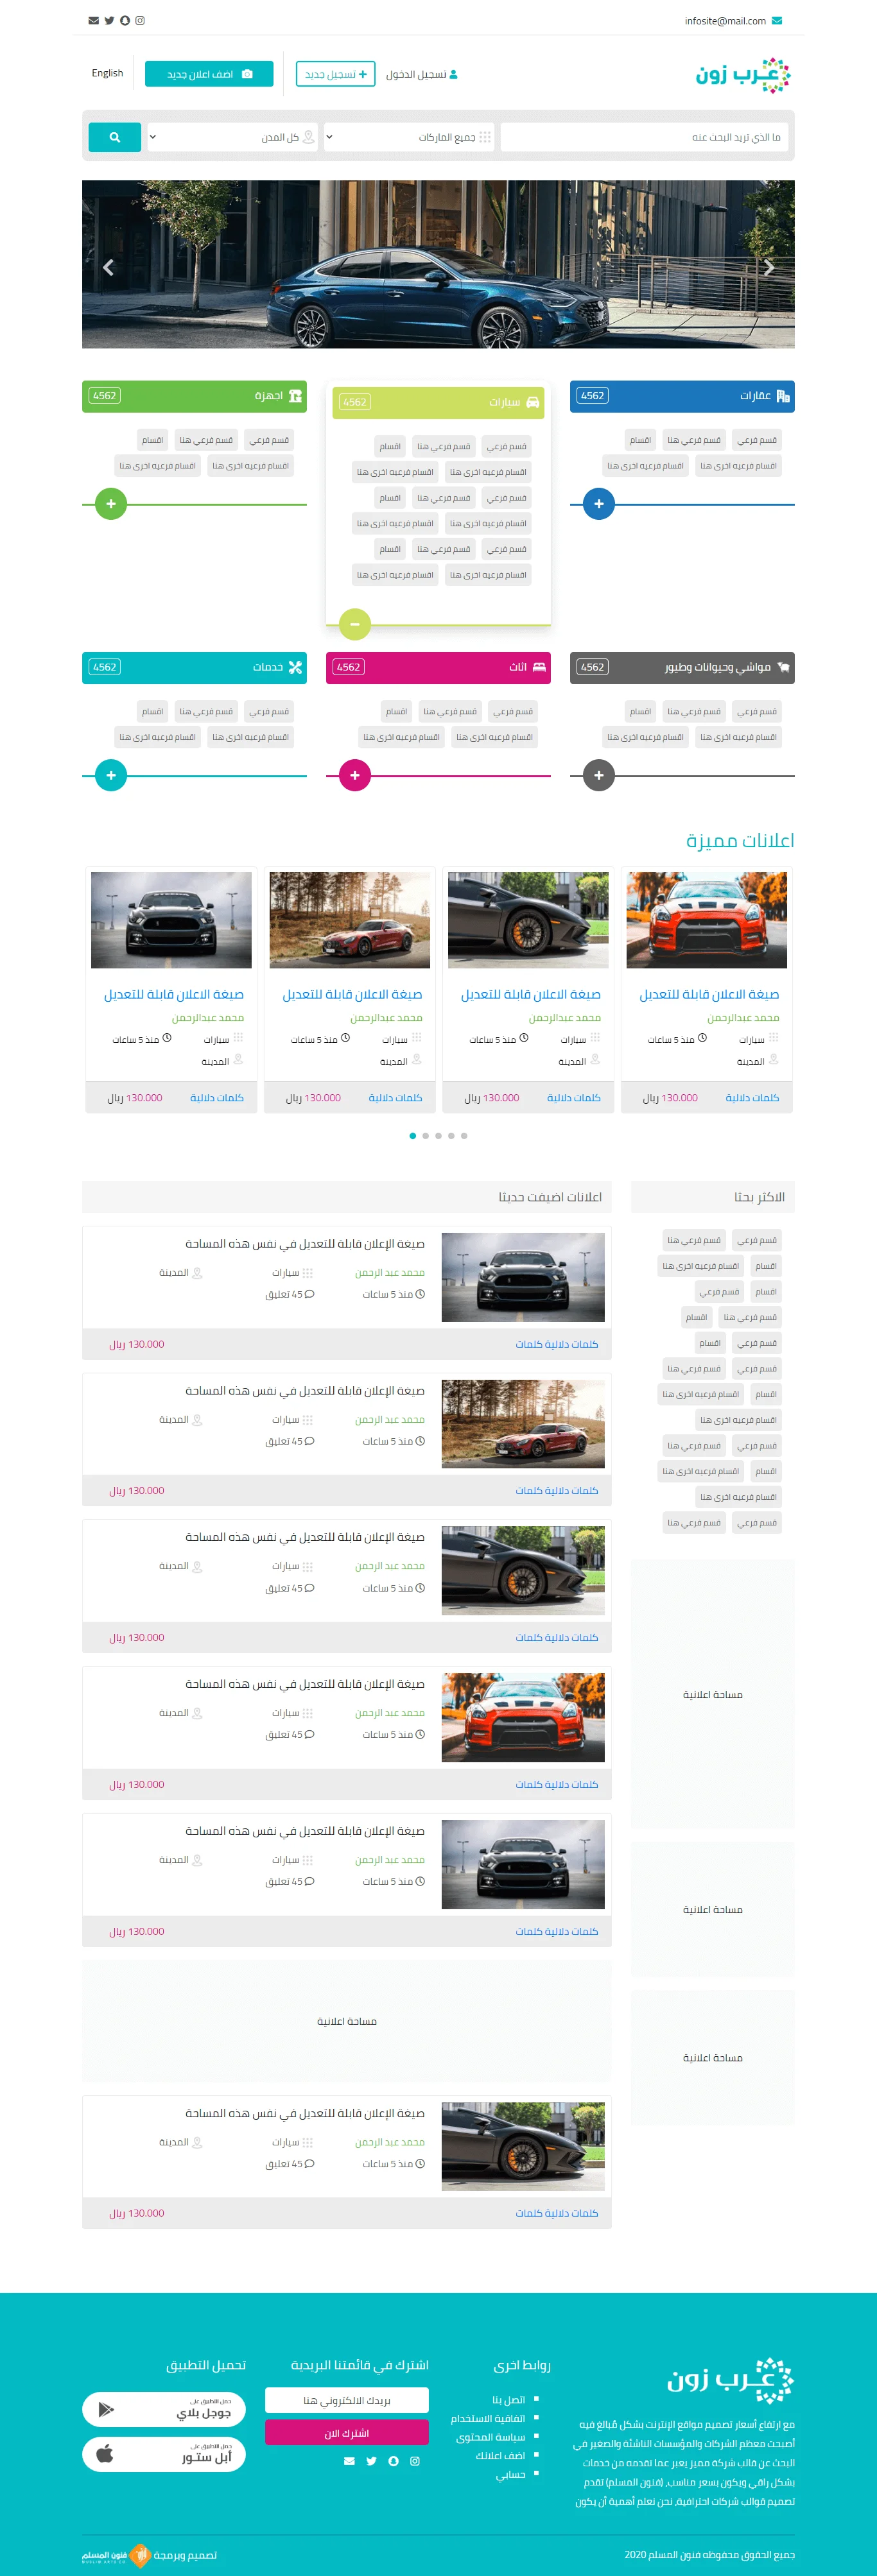 infosite@mail.com
عرب زون
تسجيل الدخول
تسجيل جديد
اضف اعلان جديد
English
ما الذي تريد البحث عنه
جميع الماركات
كل المدن
عقارات 4562
قسم فرعي قسم فرعي هنا اقسام
اقسام فرعيه اخرى هنا اقسام فرعيه اخرى هنا
سيارات 4562
قسم فرعي قسم فرعي هنا اقسام
اقسام فرعيه اخرى هنا اقسام فرعيه اخرى هنا
قسم فرعي قسم فرعي هنا اقسام
اقسام فرعيه اخرى هنا اقسام فرعيه اخرى هنا
قسم فرعي قسم فرعي هنا اقسام
اقسام فرعيه اخرى هنا اقسام فرعيه اخرى هنا
اجهزة 4562
قسم فرعي قسم فرعي هنا اقسام
اقسام فرعيه اخرى هنا اقسام فرعيه اخرى هنا
مواشي وحيوانات وطيور 4562
قسم فرعي قسم فرعي هنا اقسام
اقسام فرعيه اخرى هنا اقسام فرعيه اخرى هنا
اثاث 4562
قسم فرعي قسم فرعي هنا اقسام
اقسام فرعيه اخرى هنا اقسام فرعيه اخرى هنا
خدمات 4562
قسم فرعي قسم فرعي هنا اقسام
اقسام فرعيه اخرى هنا اقسام فرعيه اخرى هنا
اعلانات مميزة
صيغة الاعلان قابلة للتعديل
محمد عبدالرحمن
سيارات منذ 5 ساعات
المدينة
كلمات دلالية 130.000 ريال
صيغة الاعلان قابلة للتعديل
محمد عبدالرحمن
سيارات منذ 5 ساعات
المدينة
كلمات دلالية 130.000 ريال
صيغة الاعلان قابلة للتعديل
محمد عبدالرحمن
سيارات منذ 5 ساعات
المدينة
كلمات دلالية 130.000 ريال
صيغة الاعلان قابلة للتعديل
محمد عبدالرحمن
سيارات منذ 5 ساعات
المدينة
كلمات دلالية 130.000 ريال
الاكثر بحثا
قسم فرعي قسم فرعي هنا
اقسام اقسام فرعيه اخرى هنا
اقسام قسم فرعي
قسم فرعي هنا اقسام
قسم فرعي اقسام
قسم فرعي قسم فرعي هنا
اقسام اقسام فرعيه اخرى هنا
اقسام فرعيه اخرى هنا
قسم فرعي قسم فرعي هنا
اقسام اقسام فرعيه اخرى هنا
اقسام فرعيه اخرى هنا
قسم فرعي قسم فرعي هنا
مساحة اعلانية
مساحة اعلانية
مساحة اعلانية
اعلانات اضيفت حديثا
صيغة الإعلان قابلة للتعديل في نفس هذه المساحة
محمد عبد الرحمن سيارات المدينة
منذ 5 ساعات 45 تعليق
كلمات دلالية كلمات 130.000 ريال
صيغة الإعلان قابلة للتعديل في نفس هذه المساحة
محمد عبد الرحمن سيارات المدينة
منذ 5 ساعات 45 تعليق
كلمات دلالية كلمات 130.000 ريال
صيغة الإعلان قابلة للتعديل في نفس هذه المساحة
محمد عبد الرحمن سيارات المدينة
منذ 5 ساعات 45 تعليق
كلمات دلالية كلمات 130.000 ريال
صيغة الإعلان قابلة للتعديل في نفس هذه المساحة
محمد عبد الرحمن سيارات المدينة
منذ 5 ساعات 45 تعليق
كلمات دلالية كلمات 130.000 ريال
صيغة الإعلان قابلة للتعديل في نفس هذه المساحة
محمد عبد الرحمن سيارات المدينة
منذ 5 ساعات 45 تعليق
كلمات دلالية كلمات 130.000 ريال
مساحة اعلانية
صيغة الإعلان قابلة للتعديل في نفس هذه المساحة
محمد عبد الرحمن سيارات المدينة
منذ 5 ساعات 45 تعليق
كلمات دلالية كلمات 130.000 ريال
عرب زون
مع ارتفاع أسعار تصميم مواقع الإنترنت بشكل مُبالغ فيه
أصبحت معظم الشركات والمؤسسات الناشئة والصغير في
البحث عن قالب شركة مميز يعبر عما تقدمه من خدمات
بشكل راقي ويكون بسعر مناسب, (فنون المسلم) تقدم
تصميم قوالب شركات احترافية، نحن نعلم أهمية أن يكون
روابط اخرى
اتصل بنا
اتفاقية الاستخدام
سياسة المحتوى
اضف اعلانك
حسابي
اشترك في قائمتنا البريدية
بريدك الالكتروني هنا
اشترك الان
تحميل التطبيق
حمل التطبيق على
جوجل بلاي
حمل التطبيق على
أبل ستـور
جميع الحقوق محفوظه فنون المسلم 2020
تصميم وبرمجة
فنون المسلم
MUSLIM ARTS CO